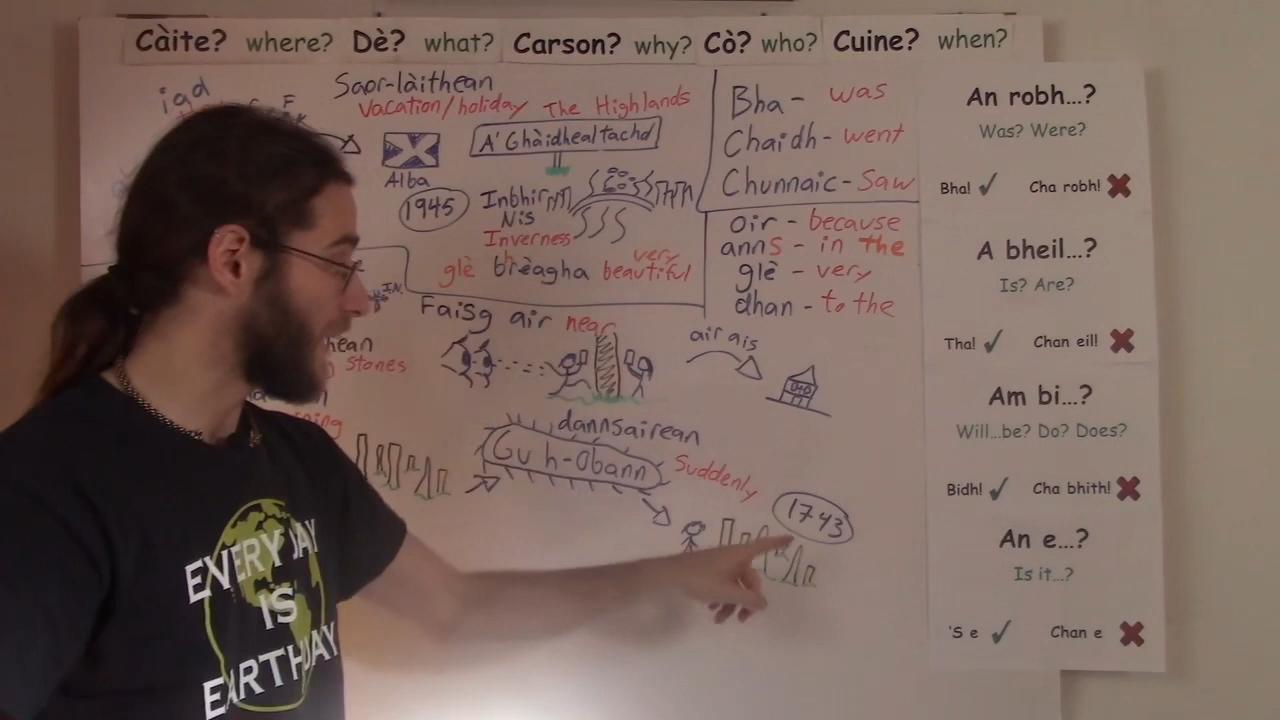 Càite? where? Dè? what? Carson? why? Cò? who? Cuine? when?
iad
Saor-làithean
Vacation/holiday The Highlands
A' Ghàidhealtachd
Alba
1945
Inbhir
Nis
Inverness
very
glè brèagha beautiful
Bha - was
Chaidh - went
Chunnaic - Saw
oir - because
anns - in the
glè - very
dhan - to the
I.N.
Faisg air near
air ais
stones
dannsairean
Gu h-Obann
Suddenly
1743
An robh...?
Was? Were?
Bha! Cha robh!
A bheil...?
Is? Are?
Tha! Chan eil!
Am bi...?
Will...be? Do? Does?
Bidh! Cha bhith!
An e...?
Is it...?
'S e Chan e
EVERY DAY
IS
EARTH DAY